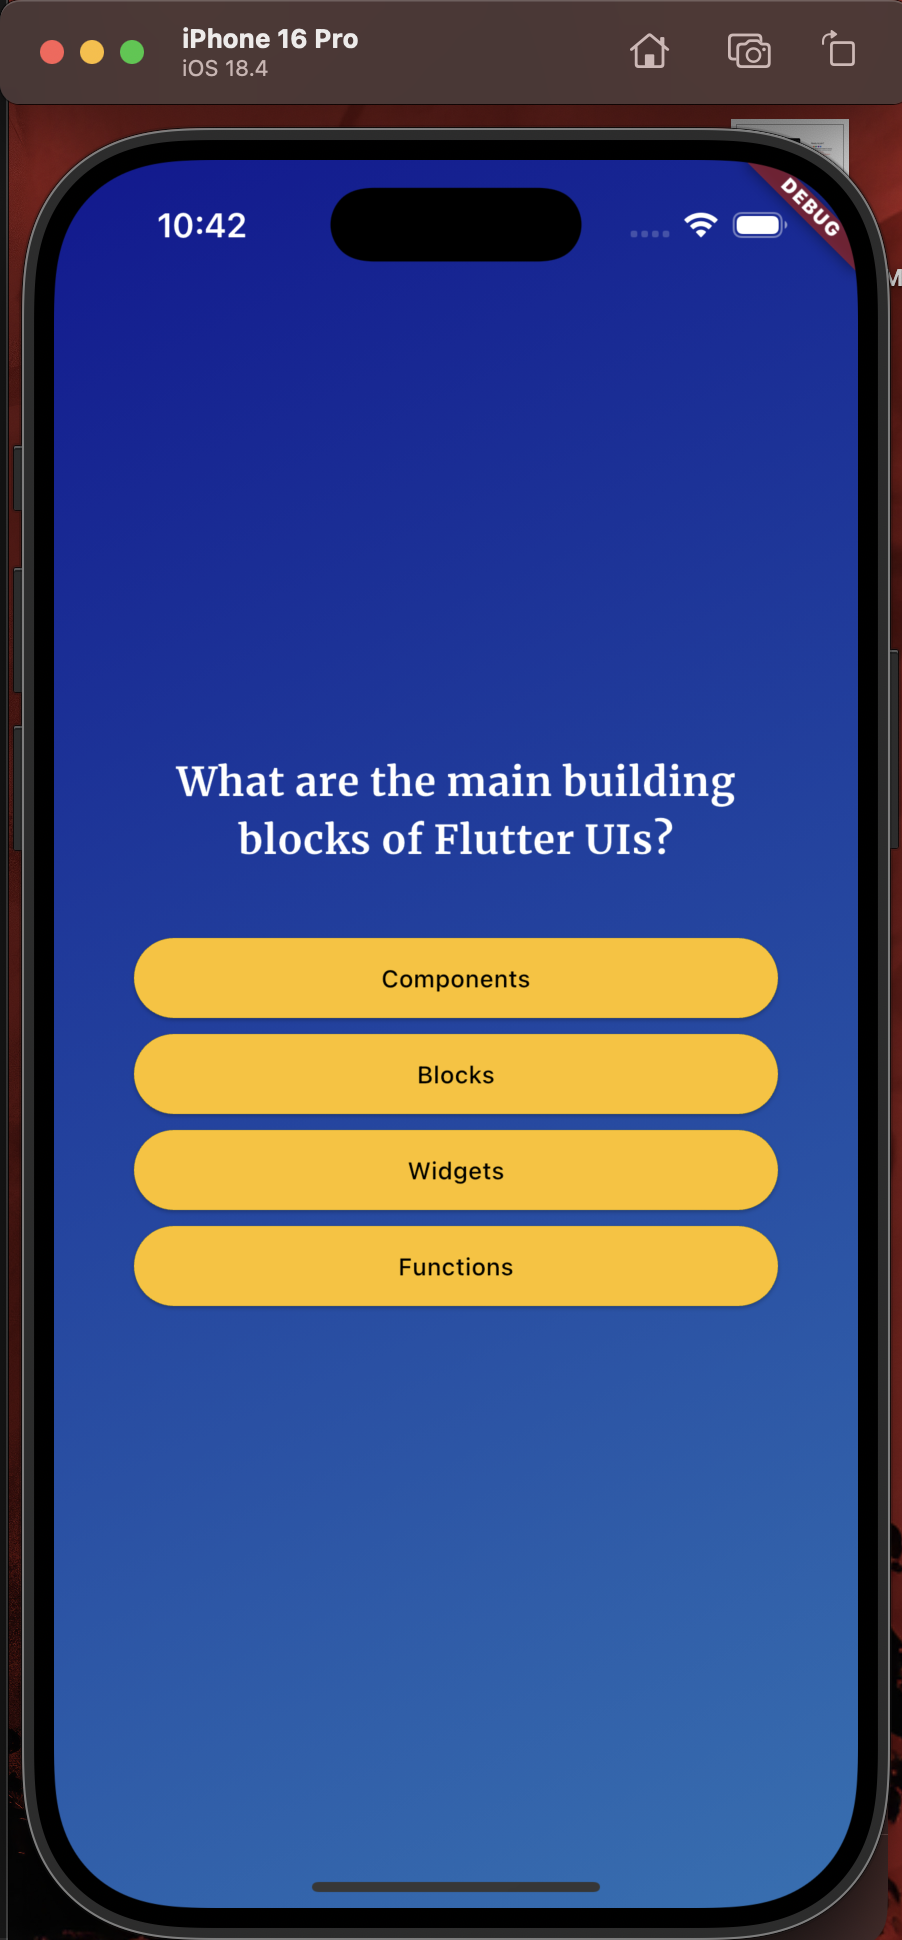 iPhone 16 Pro
iOS 18.4
10:42
DEBUG
M
What are the main building
blocks of Flutter UIs?
Components
Blocks
Widgets
Functions